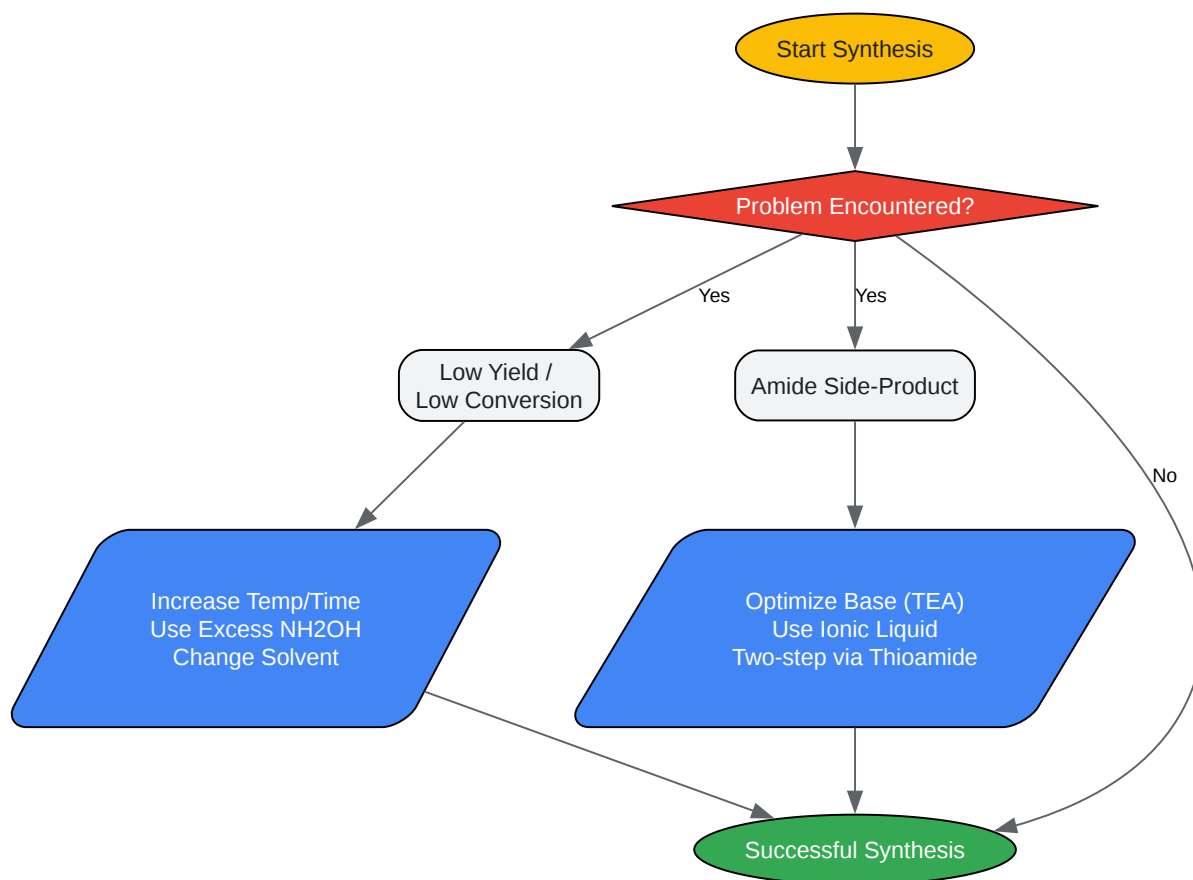 Start Synthesis
Problem Encountered?
Yes
Yes
Low Yield /
Low Conversion
Amide Side-Product
No
Increase Temp/Time
Use Excess NH2OH
Change Solvent
Optimize Base (TEA)
Use Ionic Liquid
Two-step via Thioamide
Successful Synthesis